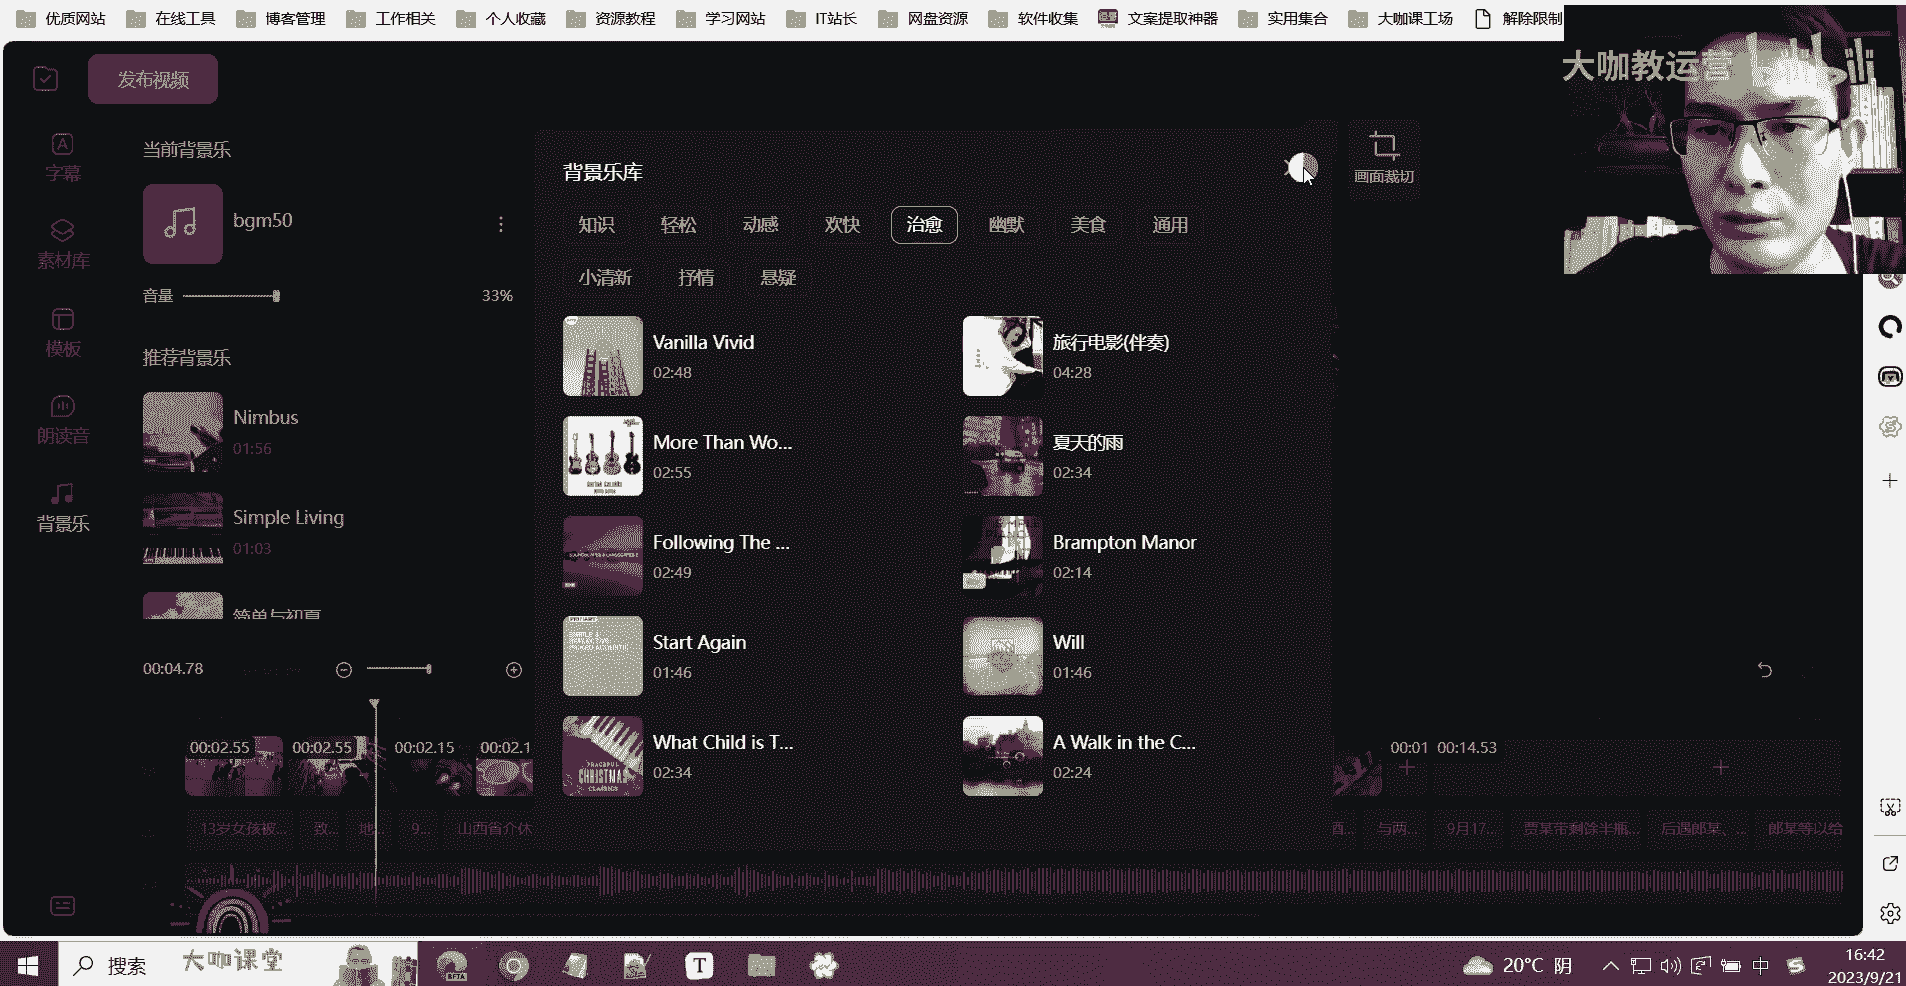 优质网站 在线工具 博客管理 工作相关 个人收藏 资源教程 学习网站 IT站长 网盘资源 软件收集 文案提取神器 实用集合 大咖课工场 解除限制
大咖教运营
发布视频
字幕
素材库
模板
朗读音
背景乐
当前背景乐
bgm50
音量 33%
推荐背景乐
Nimbus
01:56
Simple Living
01:03
简单与初夏
背景乐库
画面裁切
知识 轻松 动感 欢快 治愈 幽默 美食 通用
小清新 抒情 悬疑
Vanilla Vivid
02:48
旅行电影(伴奏)
04:28
More Than Wo...
02:55
夏天的雨
02:34
Following The ...
02:49
Brampton Manor
02:14
Start Again
01:46
Will
01:46
What Child is T...
02:34
A Walk in the C...
02:24
00:04.78
00:02.55 00:02.55 00:02.15 00:02.1 00:01 00:14.53
13岁女孩被... 致... 地... 9... 山西省介休 酒... 与两... 9月17... 贾某带剩馀半瓶... 后遇郎某、... 郎某等以给
搜索 大咖课堂
BETA
T
20°C 阴
中
16:42
2023/9/21